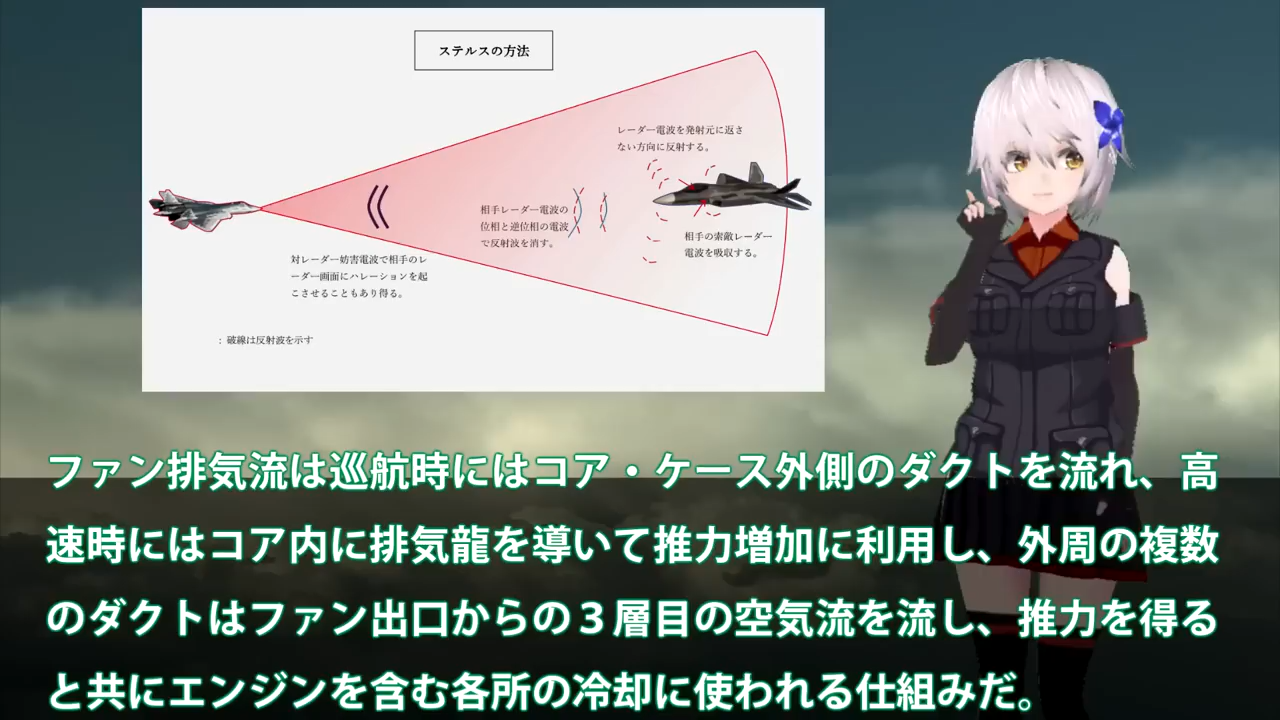 ステルスの方法
レーダー電波を発射元に返さ
ない方向に反射する。
相手レーダー電波の
位相と逆位相の電波
で反射波を消す。
相手の索敵レーダー
電波を吸収する。
対レーダー妨害電波で相手のレ
ーダー画面にハレーションを起
こさせることもあり得る。
：破線は反射波を示す
ファン排気流は巡航時にはコア・ケース外側のダクトを流れ、高
速時にはコア内に排気龍を導いて推力増加に利用し、外周の複数
のダクトはファン出口からの３層目の空気流を流し、推力を得る
と共にエンジンを含む各所の冷却に使われる仕組みだ。